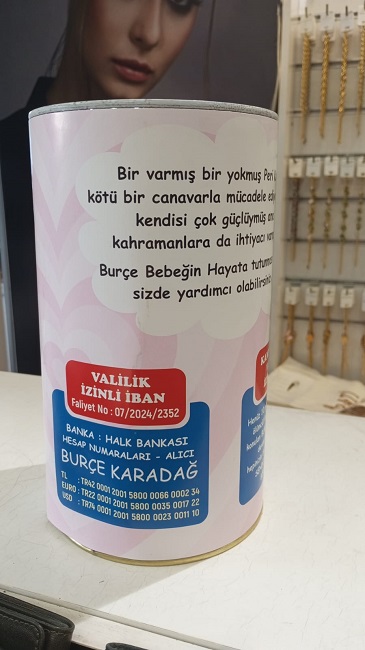 Bir varmış bir yokmuş Peri
kötü bir canavarla mücadele
kendisi çok güçlüymüş
kahramanlara da ihtiyacı
Burçe Bebeğin Hayata
sizde yardımcı olabilirsiniz
VALİLİK
İZİNLİ İBAN
Faliyet No : 07/2024/2352
BANKA : HALK BANKASI
HESAP NUMARALARI - ALICI
BURÇE KARADAĞ
TL : TR42 0001 2001 5800 0066 0002 34
EURO : TR22 0001 2001 5800 0035 0017 22
USD : TR74 0001 2001 5800 0023 0011 10